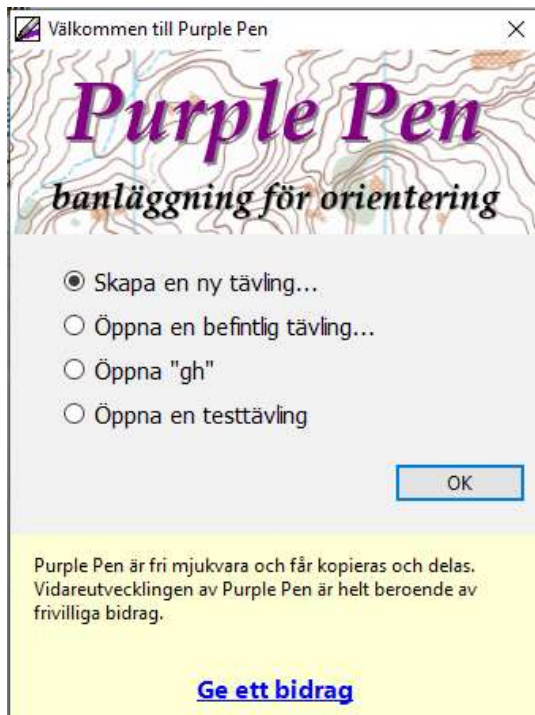 Välkommen till Purple Pen
Purple Pen
banläggning för orientering
Skapa en ny tävling...
Öppna en befintlig tävling...
Öppna "gh"
Öppna en testtävling
OK
Purple Pen är fri mjukvara och får kopieras och delas.
Vidareutvecklingen av Purple Pen är helt beroende av
frivilliga bidrag.
Ge ett bidrag